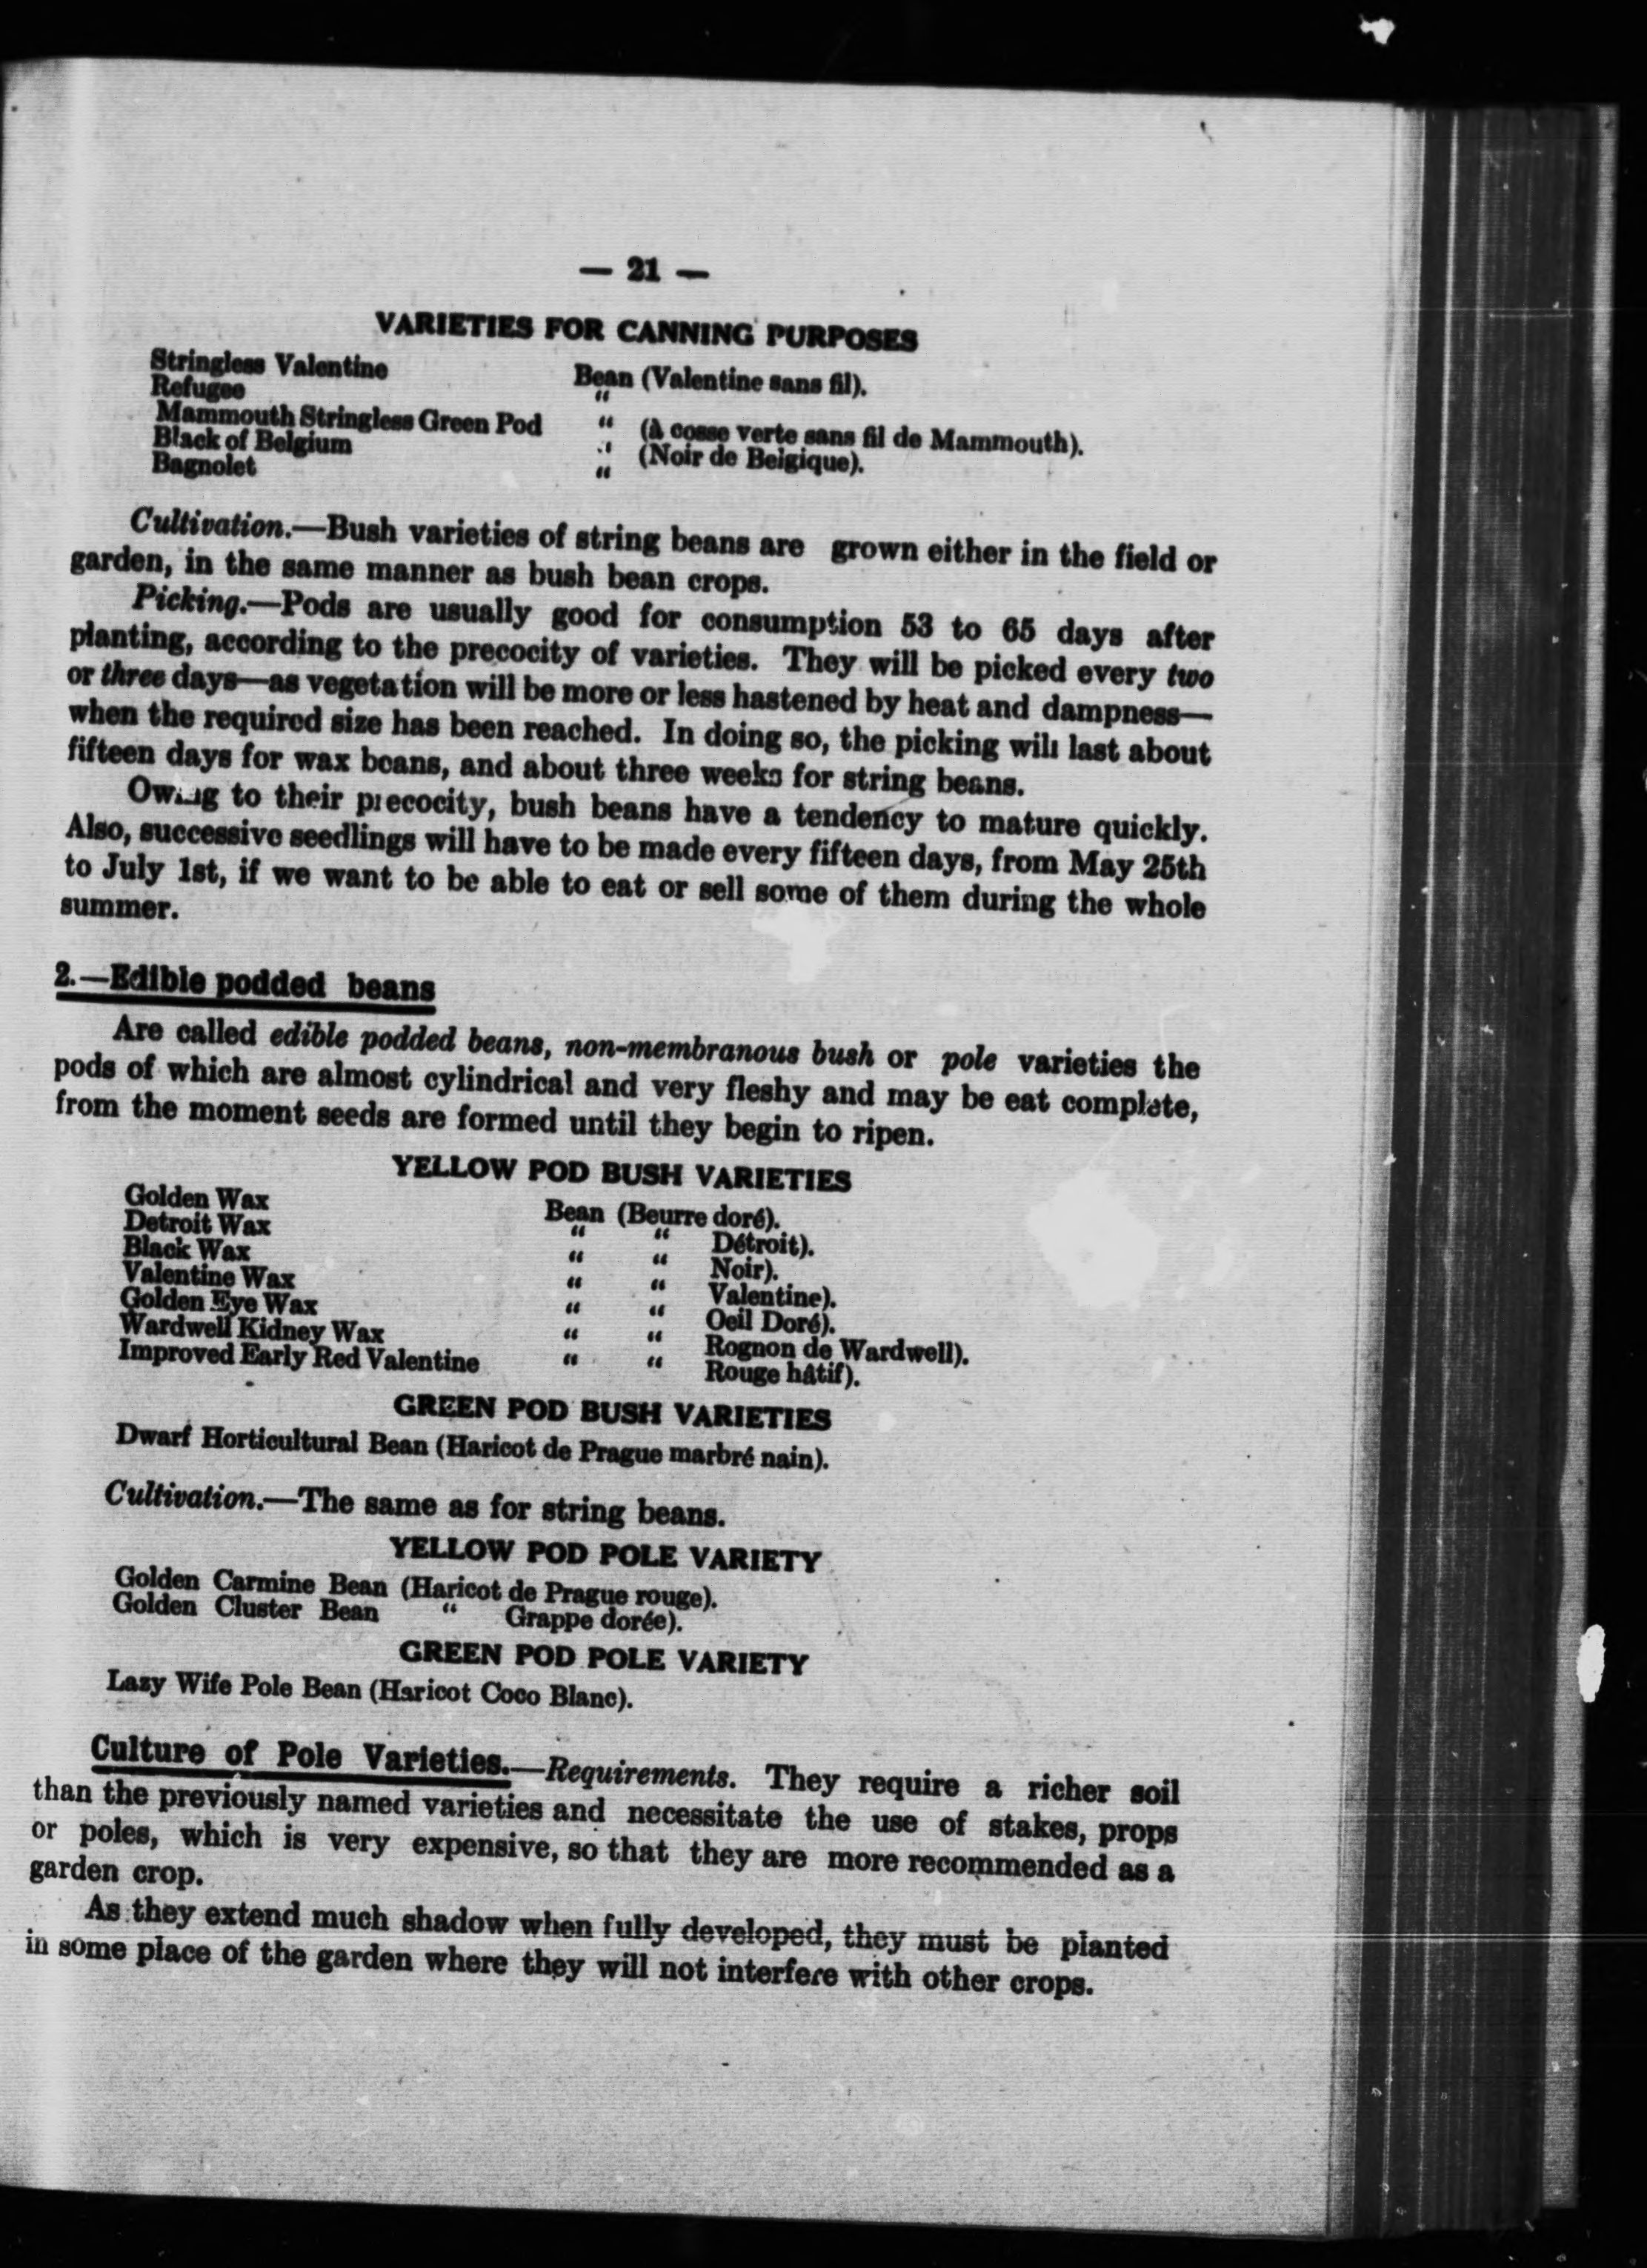 — 21 —
VARIETIES FOR CANNING PURPOSES
Stringless Valentine Bean (Valentine sans fil).
Refugee "
Mammouth Stringless Green Pod " (à cosse verte sans fil de Mammouth).
Black of Belgium " (Noir de Belgique).
Bagnolet "
Cultivation.—Bush varieties of string beans are grown either in the field or
garden, in the same manner as bush bean crops.
Picking.—Pods are usually good for consumption 53 to 65 days after
planting, according to the precocity of varieties. They will be picked every two
or three days—as vegetation will be more or less hastened by heat and dampness—
when the required size has been reached. In doing so, the picking will last about
fifteen days for wax beans, and about three weeks for string beans.
Owing to their precocity, bush beans have a tendency to mature quickly.
Also, successive seedlings will have to be made every fifteen days, from May 25th
to July 1st, if we want to be able to eat or sell some of them during the whole
summer.
2.—Edible podded beans
Are called edible podded beans, non-membranous bush or pole varieties the
pods of which are almost cylindrical and very fleshy and may be eat complete,
from the moment seeds are formed until they begin to ripen.
YELLOW POD BUSH VARIETIES
Golden Wax Bean (Beurre doré).
Detroit Wax " " Détroit).
Black Wax " " Noir).
Valentine Wax " " Valentine).
Golden Eye Wax " " Oeil Doré).
Wardwell Kidney Wax " " Rognon de Wardwell).
Improved Early Red Valentine " " Rouge hâtif).
GREEN POD BUSH VARIETIES
Dwarf Horticultural Bean (Haricot de Prague marbré nain).
Cultivation.—The same as for string beans.
YELLOW POD POLE VARIETY
Golden Carmine Bean (Haricot de Prague rouge).
Golden Cluster Bean " Grappe dorée).
GREEN POD POLE VARIETY
Lazy Wife Pole Bean (Haricot Coco Blanc).
Culture of Pole Varieties.—Requirements. They require a richer soil
than the previously named varieties and necessitate the use of stakes, props
or poles, which is very expensive, so that they are more recommended as a
garden crop.
As they extend much shadow when fully developed, they must be planted
in some place of the garden where they will not interfere with other crops.